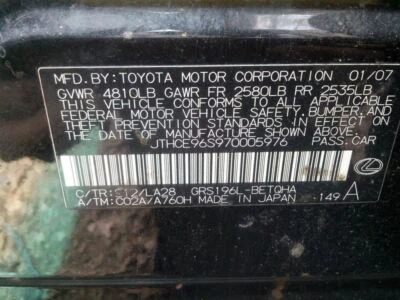 MFD.BY:TOYOTA MOTOR CORPORATION 01/07
GVWR 4810LB GAWR FR 2580LB RR 2535LB
THIS VEHICLE CONFORMS TO ALL APPLICABLE
FEDERAL MOTOR VEHICLE SAFETY, BUMPER, AND
THEFT PREVENTION STANDARDS IN EFFECT ON
THE DATE OF MANUFACTURE SHOWN ABOVE.
JTHCE96S970005976 PASS.CAR
C/TR: /LA28 GRS196L-BETQHA A
A/TM:C02A/A760H MADE IN JAPAN 149